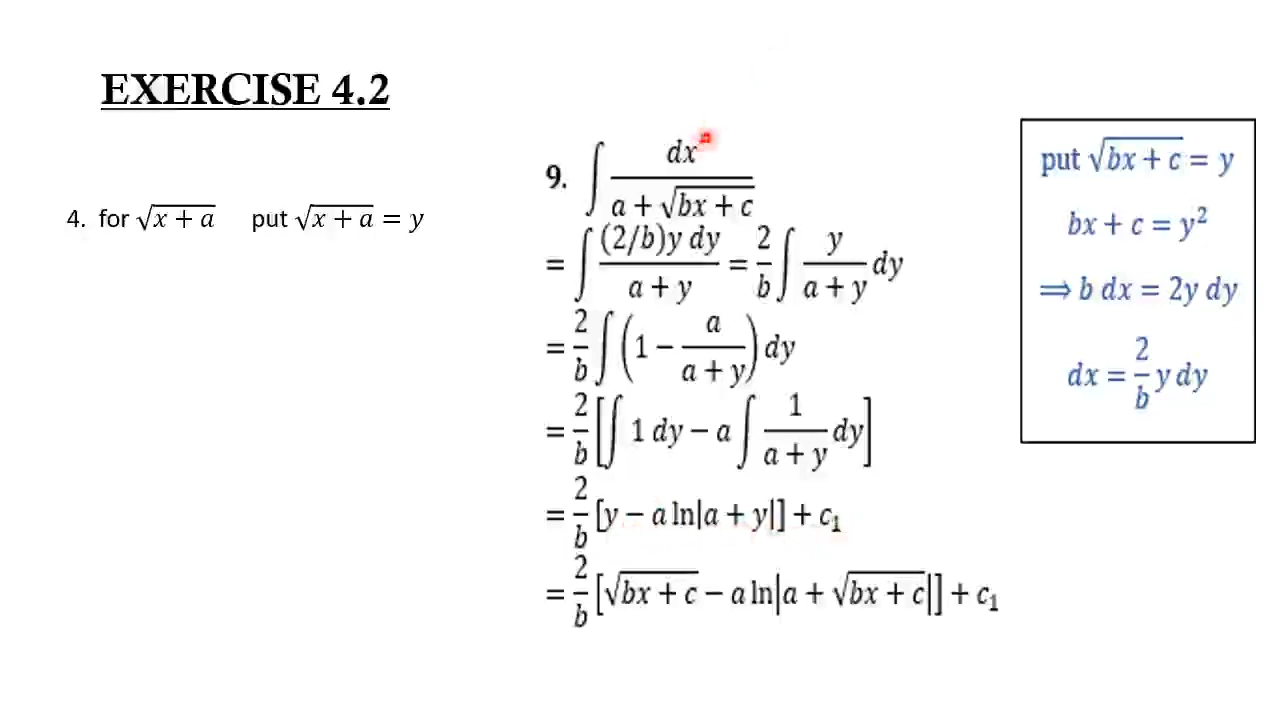 EXERCISE 4.2
4. for √(x + a) put √(x + a) = y
9. ∫ dx / (a + √(bx + c))
= ∫ (2/b)y dy / (a + y) = 2/b ∫ y / (a + y) dy
= 2/b ∫ (1 − a / (a + y)) dy
= 2/b [∫ 1 dy − a ∫ 1 / (a + y) dy]
= 2/b [y − a ln|a + y|] + c₁
= 2/b [√(bx + c) − a ln|a + √(bx + c)|] + c₁
put √(bx + c) = y
bx + c = y²
⟹ b dx = 2y dy
dx = 2/b y dy